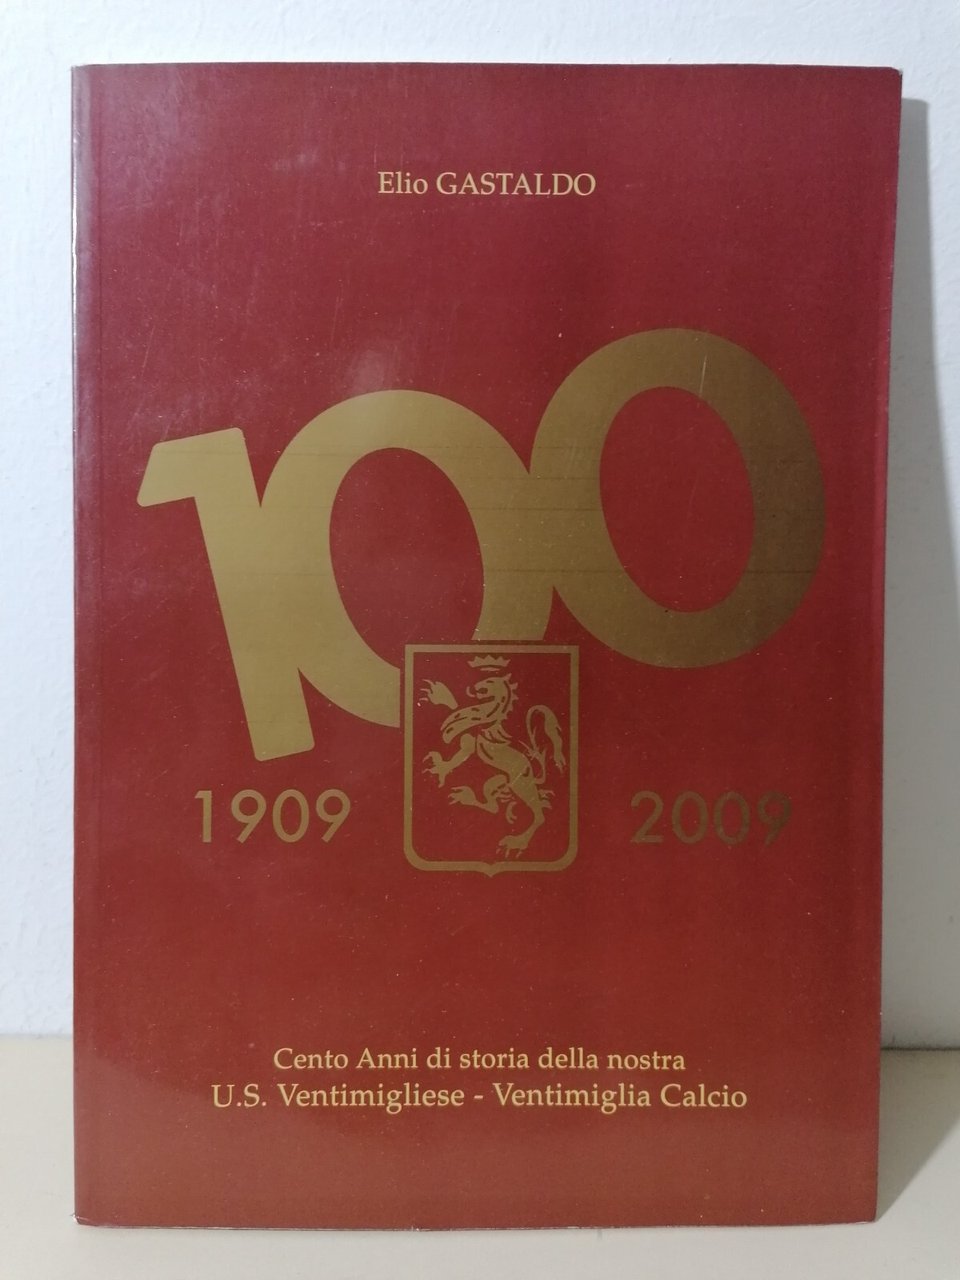 Elio GASTALDO
100
1909 2009
Cento Anni di storia della nostra
U.S. Ventimigliese - Ventimiglia Calcio